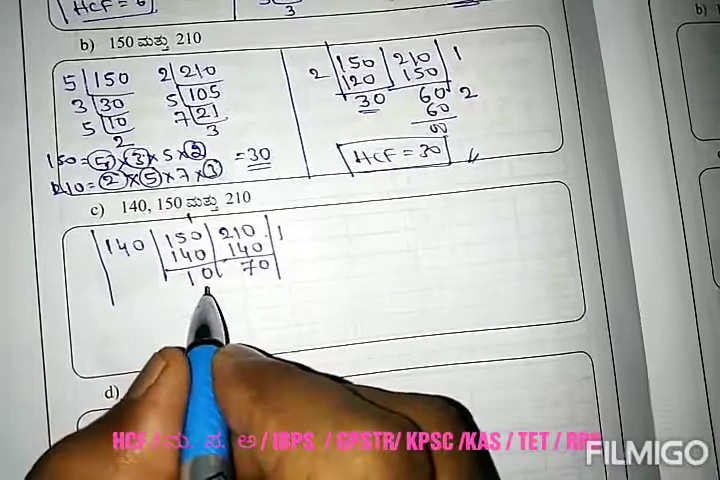 HCF = 6
3
b) 150 ಮತ್ತು 210
5 | 150 2 | 210
3 | 30 5 | 105
5 | 10 7 | 21
2 3
150 = 5 × 3 × 5 × 2 = 30
210 = 2 × 5 × 7 × 3
2 | 150 | 210 | 1
120 | 150
30 60 2
60
00
HCF = 30
c) 140, 150 ಮತ್ತು 210
140 | 150 | 210 | 1
140 | 140
10 70
d)
HCF / ಮ. ಸ. ಅ / IBPS / GPSTR/ KPSC /KAS / TET / RRB
FILMIGO